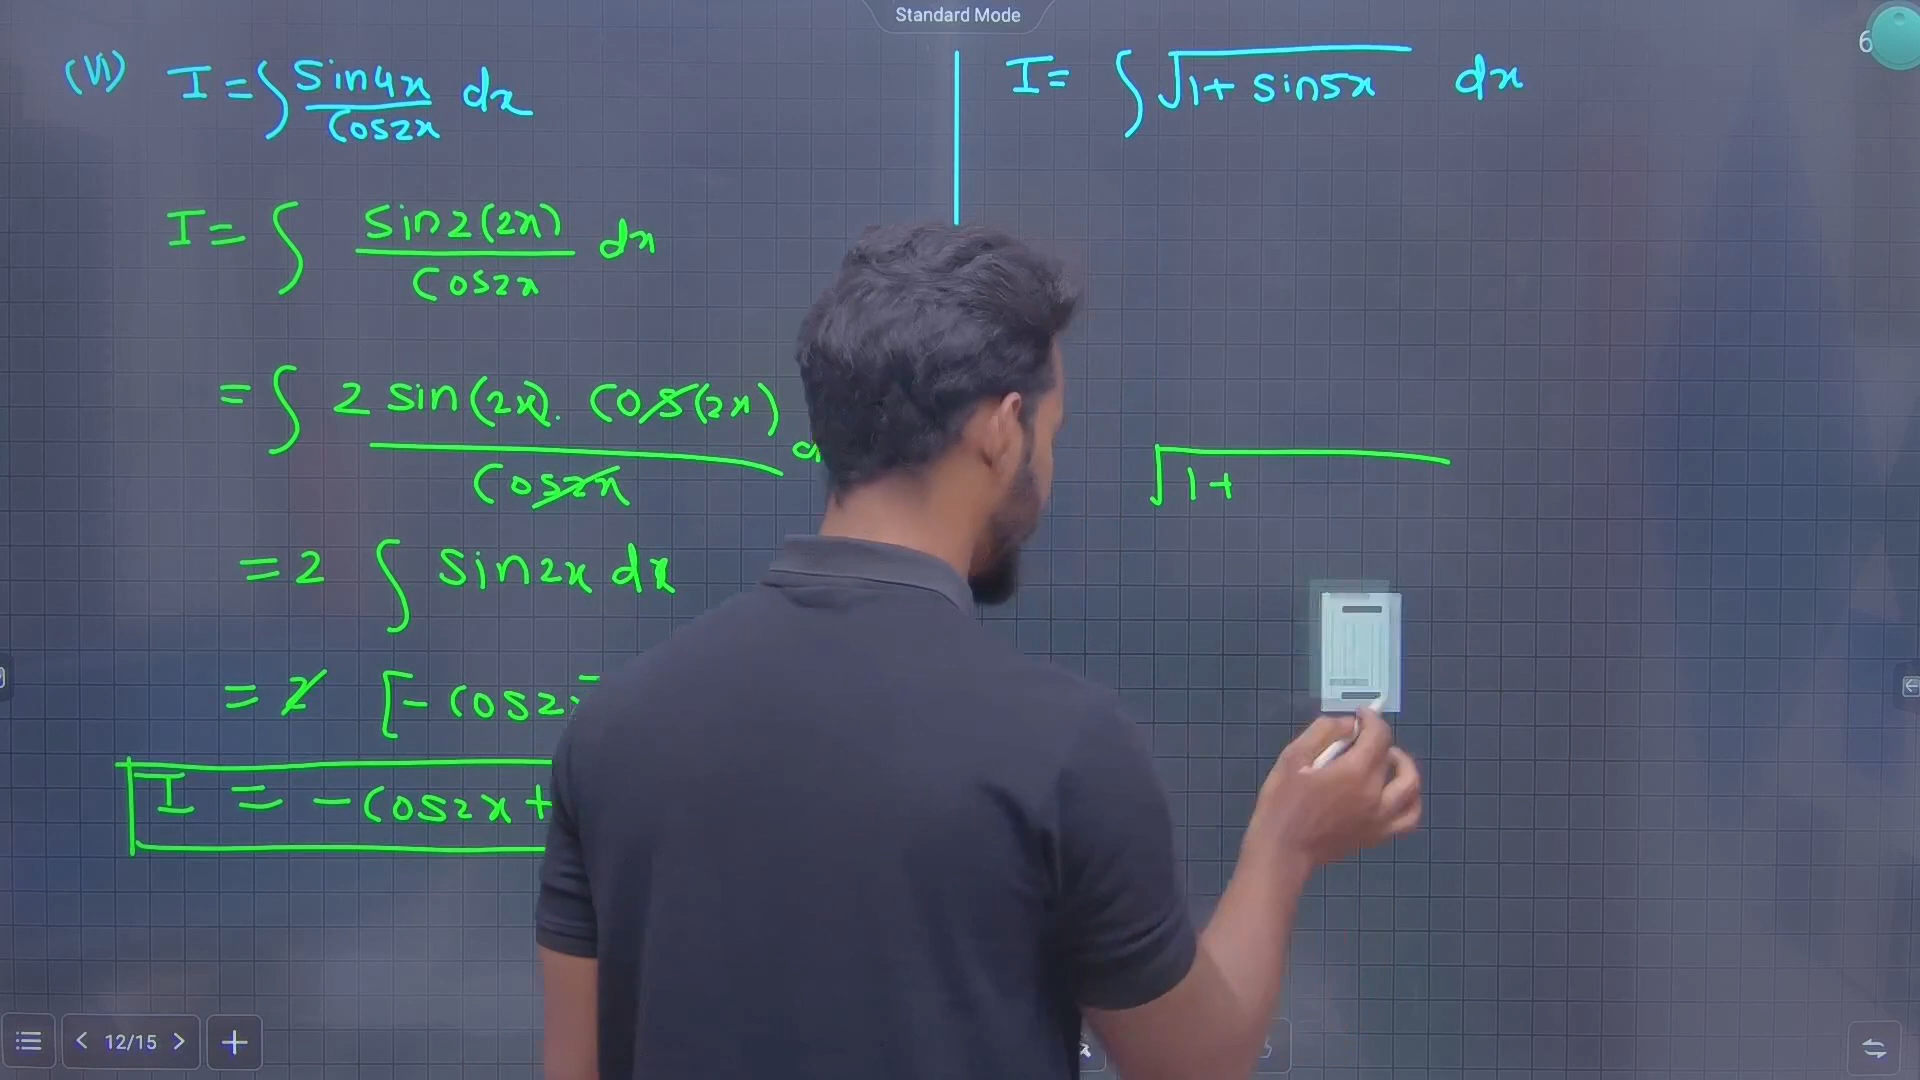 Standard Mode
6
(VI) I = ∫ sin4x / cos2x dx
I = ∫ sin2(2x) / cos2x dx
= ∫ 2 sin(2x). cos(2x) / cos2x
= 2 ∫ sin2x dx
= 2 [- cos2
I = - cos2x +
I = ∫ √1+ sin5x dx
√1+
12/15